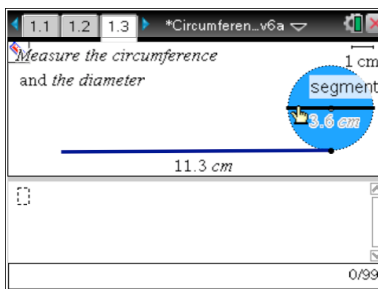 1.1 1.2 1.3 *Circumferen...v6a
Measure the circumference
and the diameter
1 cm
segment
3.6 cm
11.3 cm
0/99